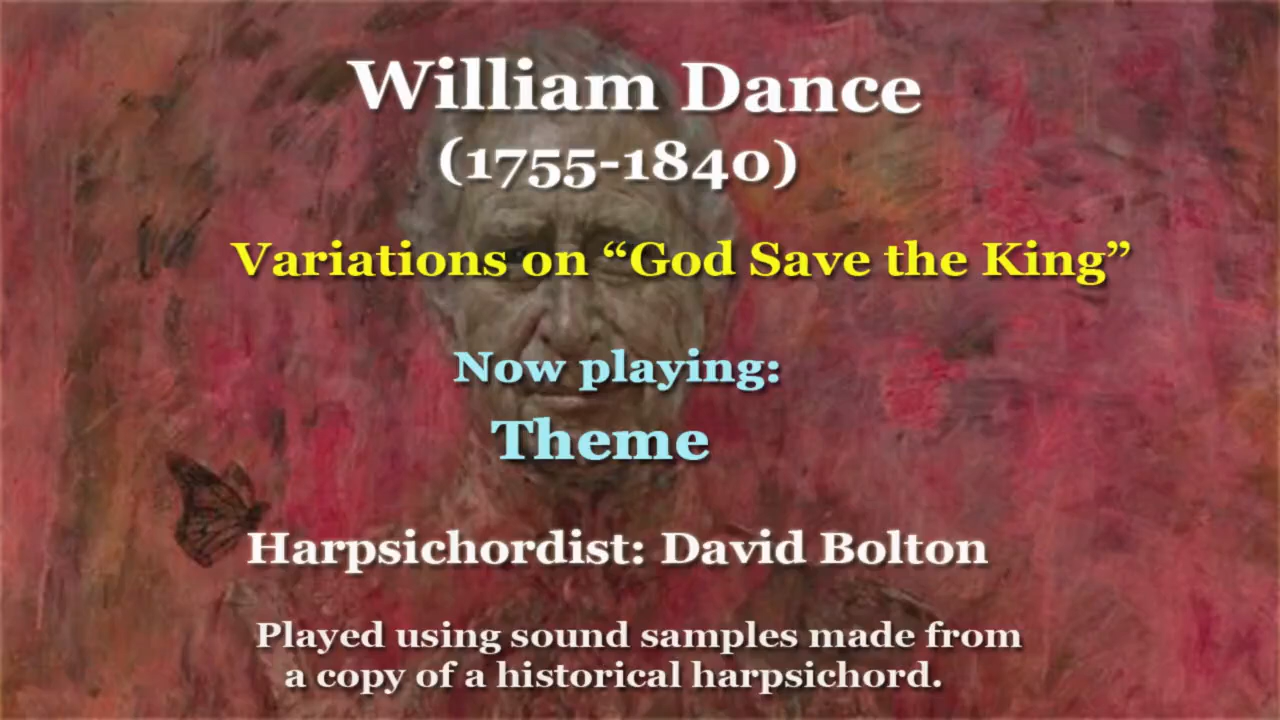 William Dance
(1755-1840)
Variations on “God Save the King”
Now playing:
Theme
Harpsichordist: David Bolton
Played using sound samples made from
a copy of a historical harpsichord.